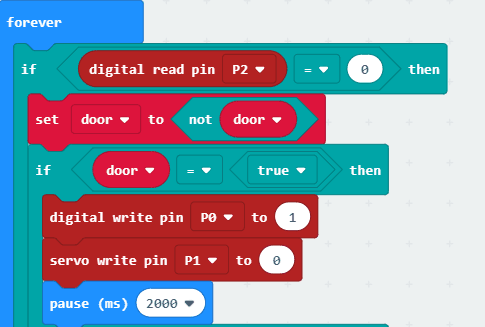 forever
if digital read pin P2 = 0 then
set door to not door
if door = true then
digital write pin P0 to 1
servo write pin P1 to 0
pause (ms) 2000